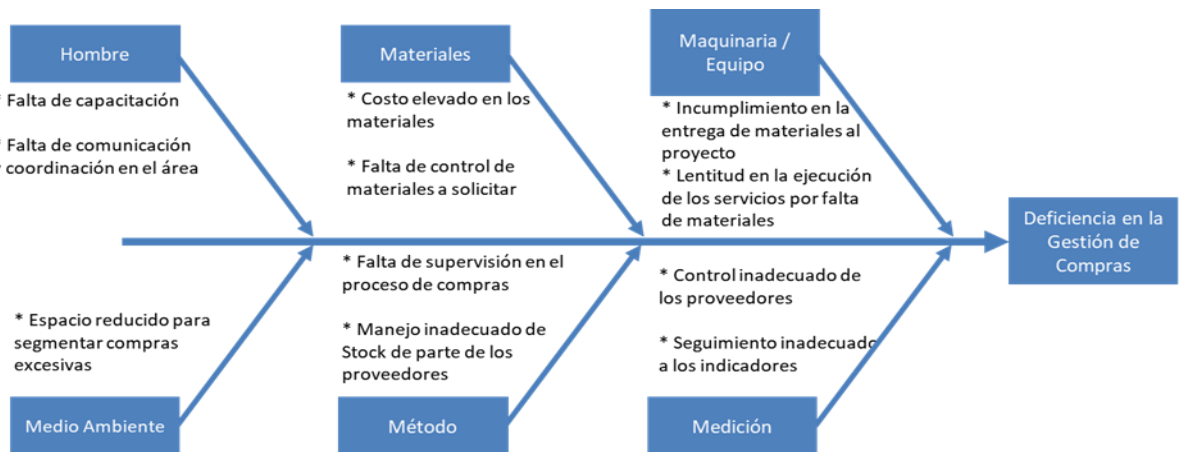 Hombre
Materiales
Maquinaria /
Equipo
* Falta de capacitación
* Falta de comunicación
y coordinación en el área
* Costo elevado en los
materiales
* Falta de control de
materiales a solicitar
* Incumplimiento en la
entrega de materiales al
proyecto
* Lentitud en la ejecución
de los servicios por falta
de materiales
Deficiencia en la
Gestión de
Compras
* Espacio reducido para
segmentar compras
excesivas
* Falta de supervisión en el
proceso de compras
* Manejo inadecuado de
Stock de parte de los
proveedores
* Control inadecuado de
los proveedores
* Seguimiento inadecuado
a los indicadores
Medio Ambiente
Método
Medición